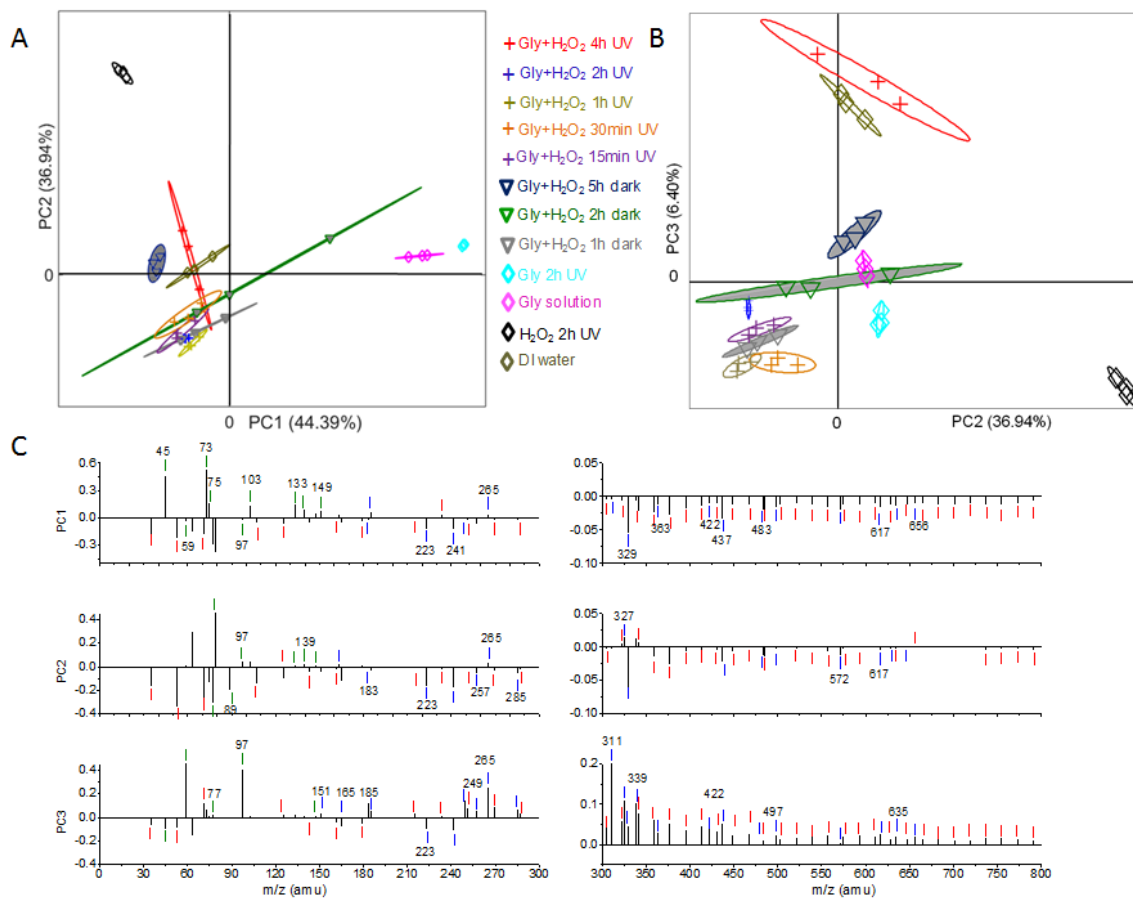 A
PC2 (36.94%)
0
0
PC1 (44.39%)
Gly+H₂O₂ 4h UV
Gly+H₂O₂ 2h UV
Gly+H₂O₂ 1h UV
Gly+H₂O₂ 30min UV
Gly+H₂O₂ 15min UV
Gly+H₂O₂ 5h dark
Gly+H₂O₂ 2h dark
Gly+H₂O₂ 1h dark
Gly 2h UV
Gly solution
H₂O₂ 2h UV
DI water
B
PC3 (6.40%)
0
0
PC2 (36.94%)
C
PC1
0.6
0.3
0.0
-0.3
45
73
75
103
133
149
265
59
97
223
241
0.05
0.00
-0.05
-0.10
329
363
422
437
483
617
656
PC2
0.4
0.2
0.0
-0.2
-0.4
97
139
265
89
183
223
257
285
0.05
0.00
-0.05
-0.10
327
572
617
PC3
0.4
0.2
0.0
-0.2
-0.4
77
97
151
165
185
249
265
223
0 30 60 90 120 150 180 210 240 270 300
m/z (amu)
0.2
0.1
0.0
311
339
422
497
635
300 350 400 450 500 550 600 650 700 750 800
m/z (amu)